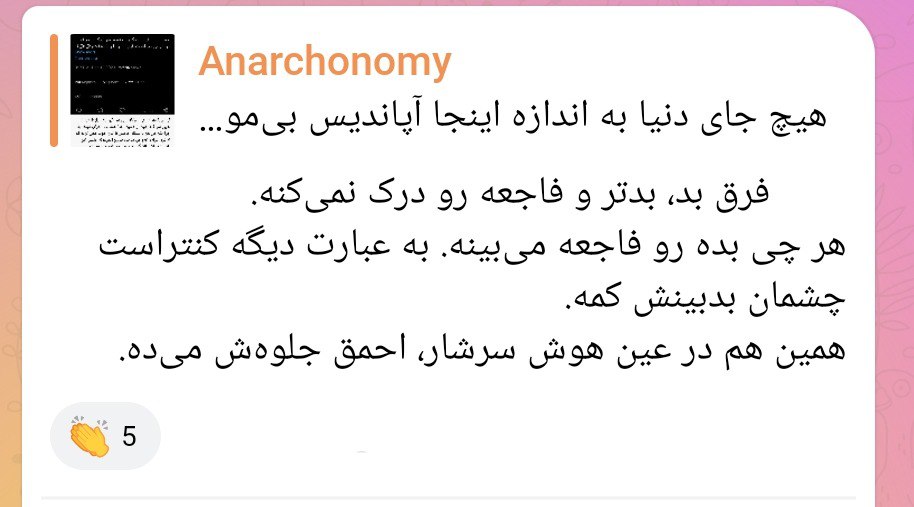 Anarchonomy
هیچ جای دنیا به اندازه اینجا آپاندیس بی‌مو...
فرق بد، بدتر و فاجعه رو درک نمی‌کنه.
هر چی بده رو فاجعه می‌بینه. به عبارت دیگه کنتراست
چشمان بدبینش کمه.
همین هم در عین هوش سرشار، احمق جلوه‌ش می‌ده.
👏 5